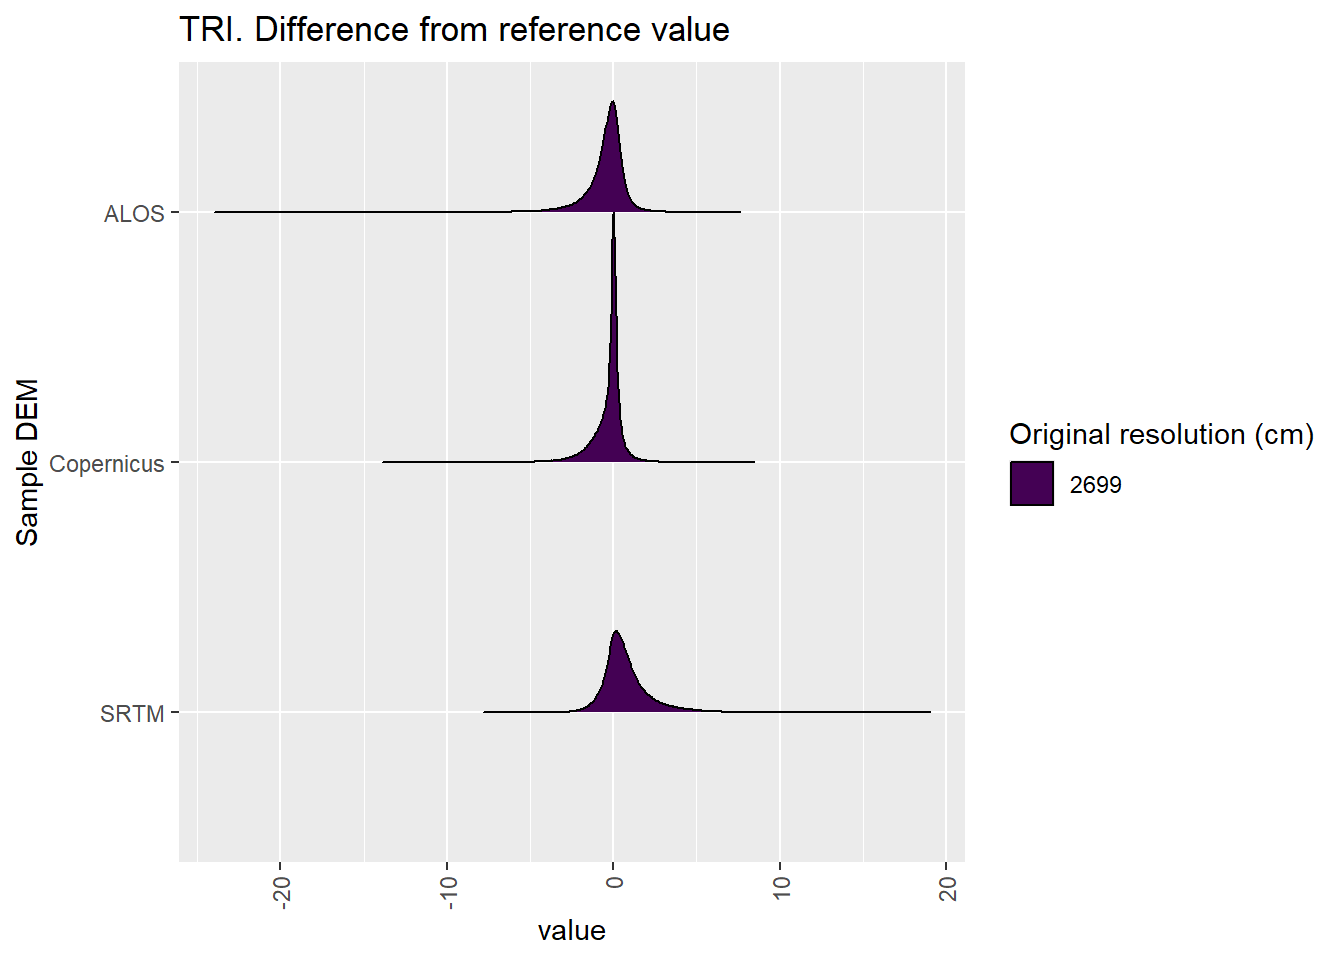 TRI. Difference from reference value
Sample DEM
ALOS
Copernicus
SRTM
-20
-10
0
10
20
value
Original resolution (cm)
2699